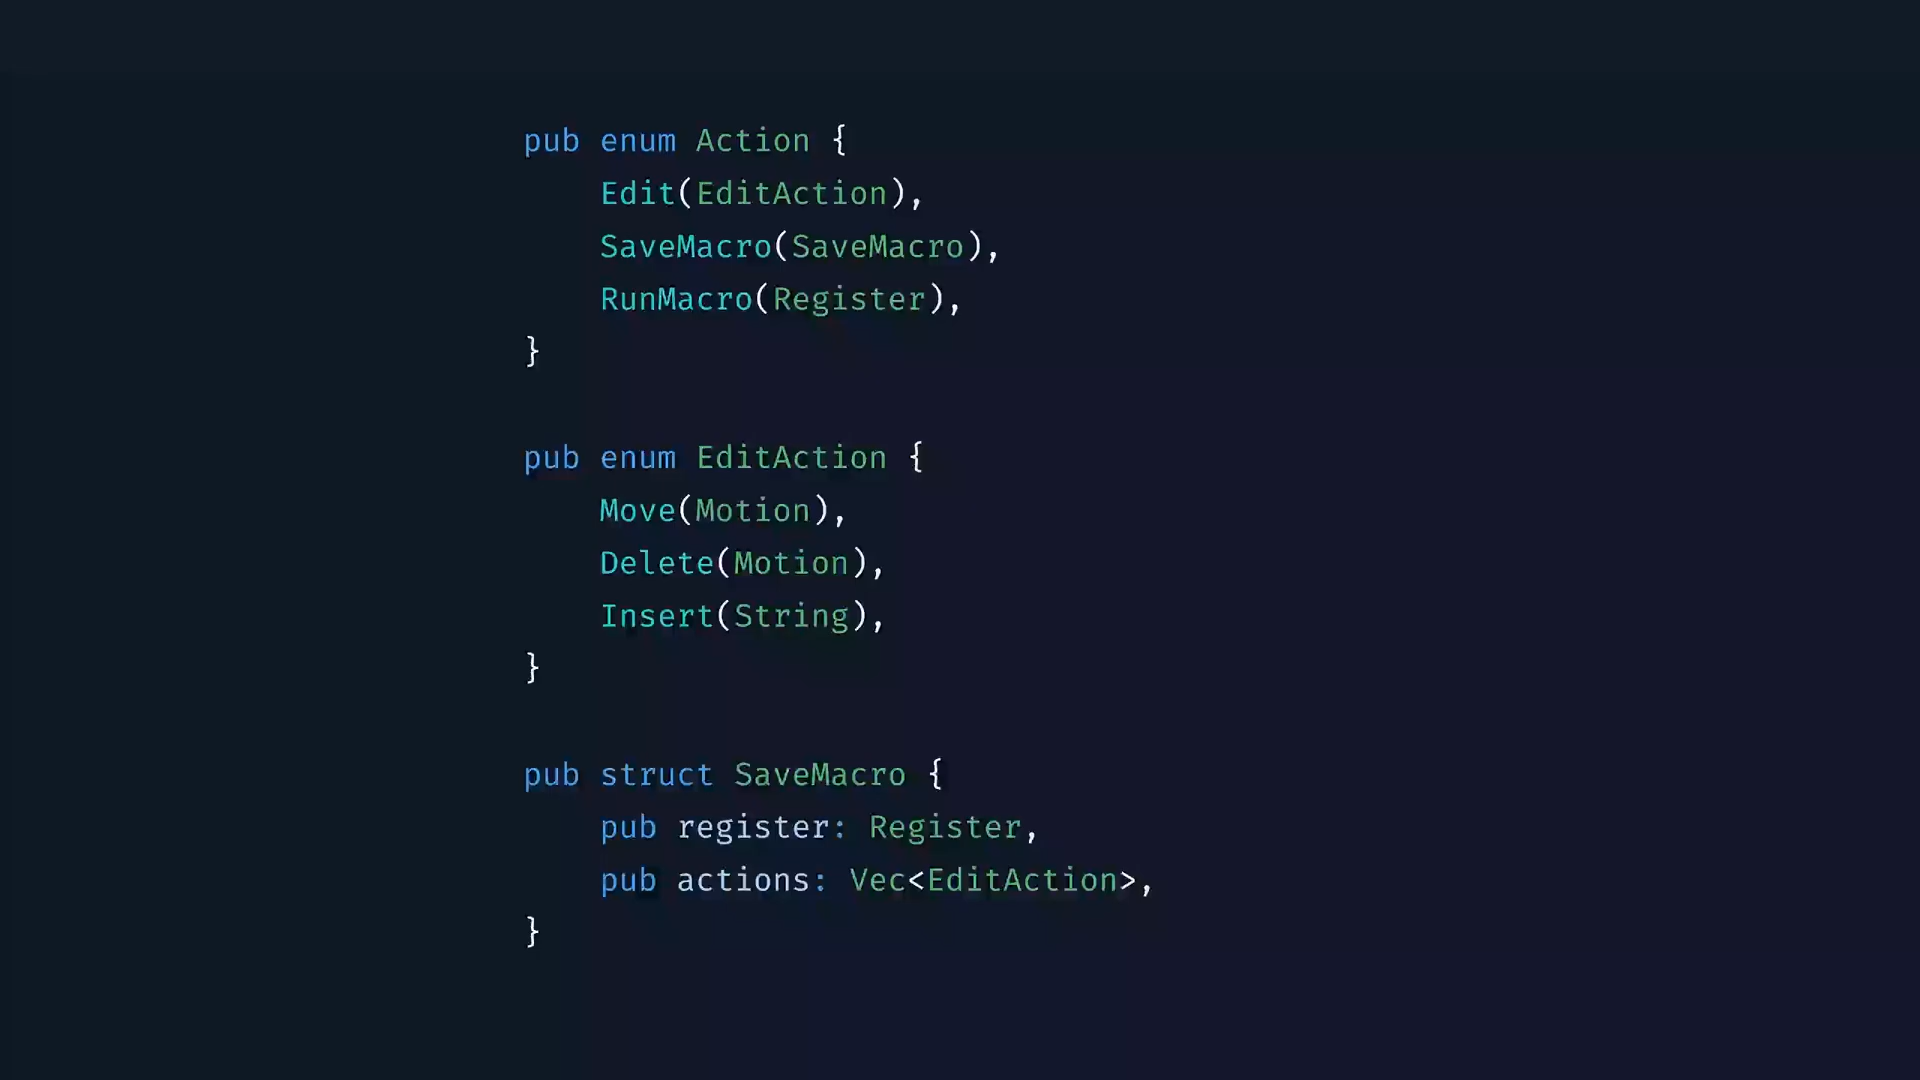 pub enum Action {
    Edit(EditAction),
    SaveMacro(SaveMacro),
    RunMacro(Register),
}

pub enum EditAction {
    Move(Motion),
    Delete(Motion),
    Insert(String),
}

pub struct SaveMacro {
    pub register: Register,
    pub actions: Vec<EditAction>,
}